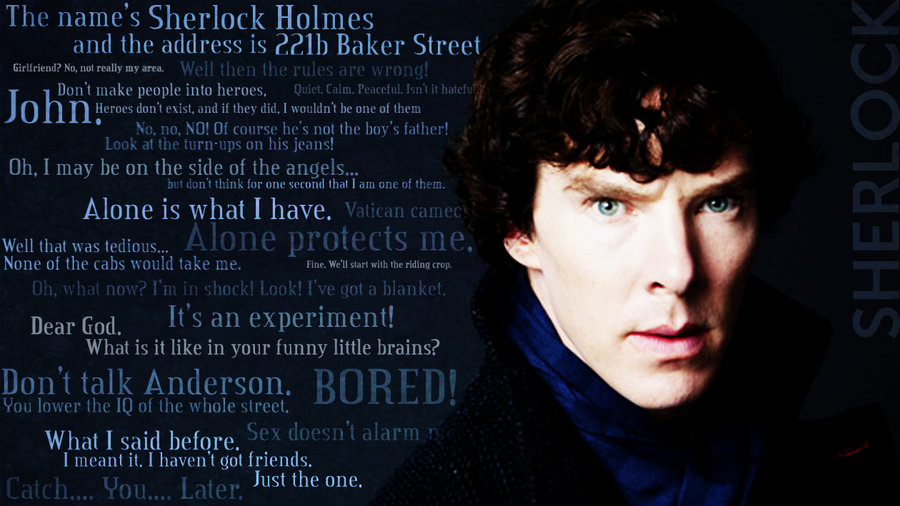 The name's Sherlock Holmes
and the address is 221b Baker Street
Girlfriend? No, not really my area.
Well then the rules are wrong!
Don't make people into heroes,
Quiet. Calm. Peaceful. Isn't it hateful
John.
Heroes don't exist, and if they did, I wouldn't be one of them
No, no, NO! Of course he's not the boy's father!
Look at the turn-ups on his jeans!
Oh, I may be on the side of the angels...
but don't think for one second that I am one of them.
Alone is what I have.
Vatican camec
Well that was tedious...
Alone protects me.
None of the cabs would take me.
Fine. We'll start with the riding crop.
Oh, what now? I'm in shock! Look! I've got a blanket.
Dear God.
It's an experiment!
What is it like in your funny little brains?
Don't talk Anderson.
BORED!
You lower the IQ of the whole street.
What I said before.
Sex doesn't alarm m
I meant it. I haven't got friends.
Just the one.
Catch.... You.... Later.
SHERLOCK